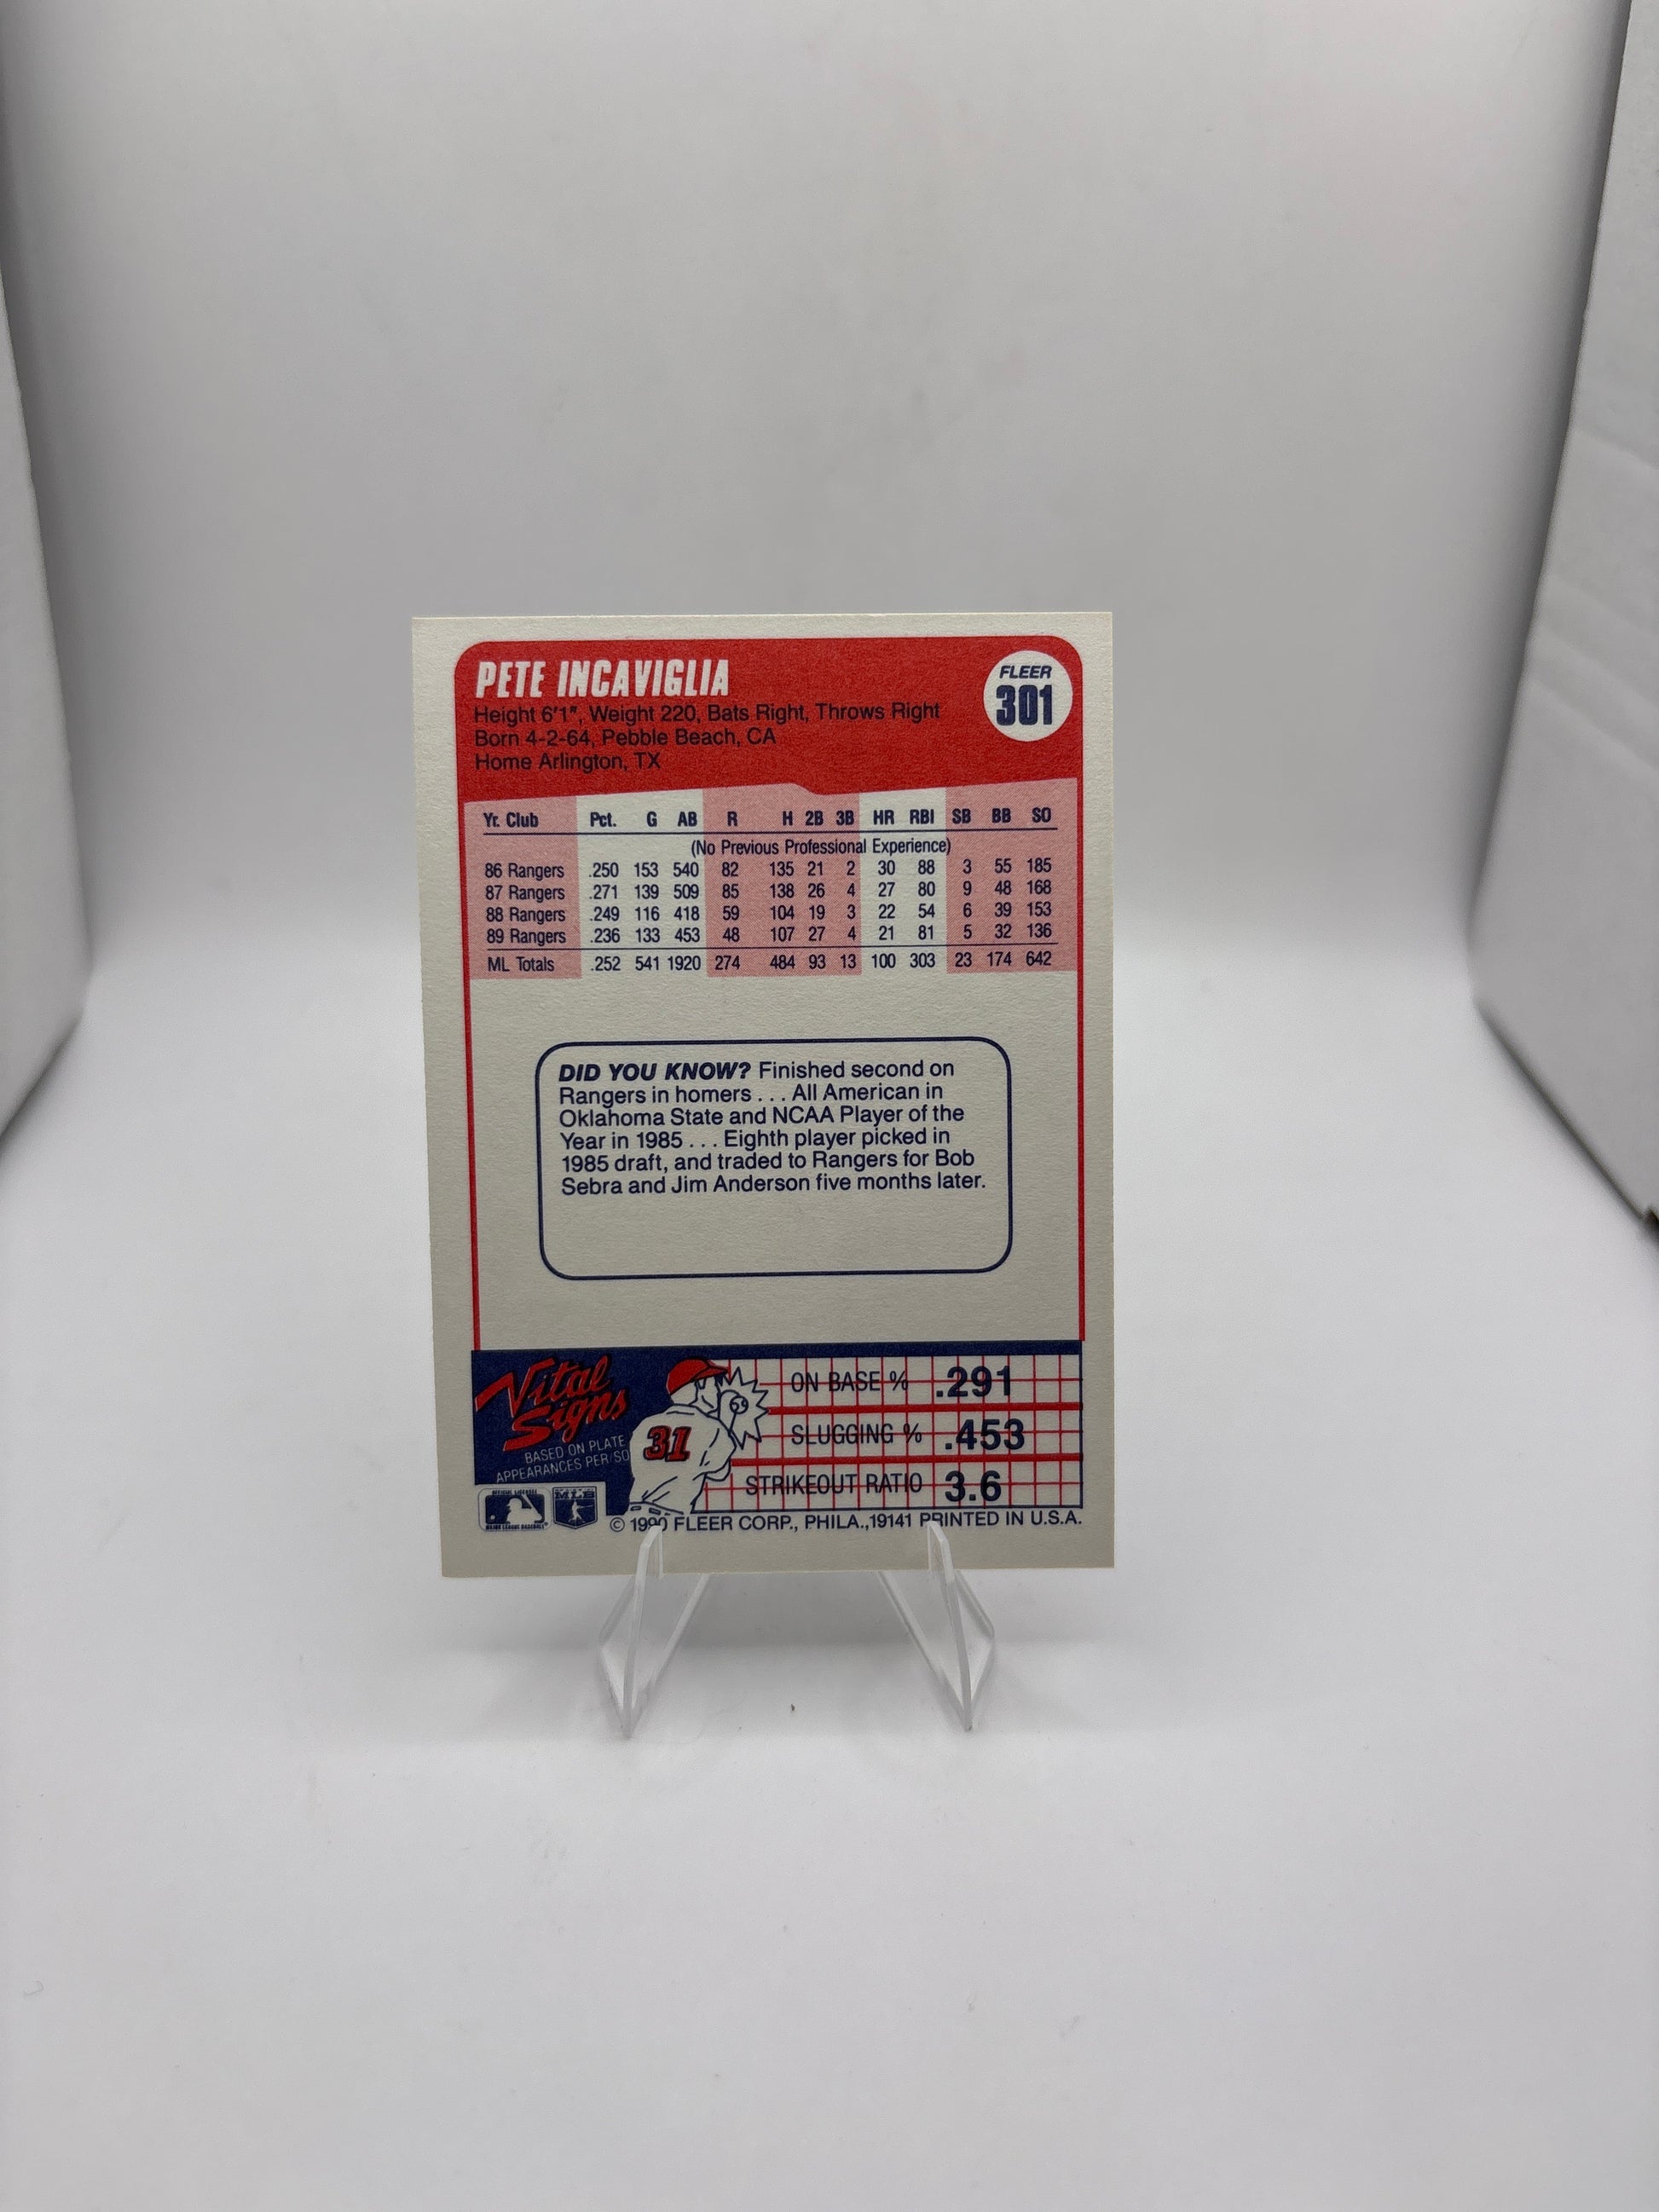 PETE INCAVIGLIA
FLEER
301
Height 6'1", Weight 220, Bats Right, Throws Right
Born 4-2-64, Pebble Beach, CA
Home Arlington, TX
Yr. Club Pct. G AB R H 2B 3B HR RBI SB BB SO
(No Previous Professional Experience)
86 Rangers .250 153 540 82 135 21 2 30 88 3 55 185
87 Rangers .271 139 509 85 138 26 4 27 80 9 48 168
88 Rangers .249 116 418 59 104 19 3 22 54 6 39 153
89 Rangers .236 133 453 48 107 27 4 21 81 5 32 136
ML Totals .252 541 1920 274 484 93 13 100 303 23 174 642
DID YOU KNOW? Finished second on
Rangers in homers . . . All American in
Oklahoma State and NCAA Player of the
Year in 1985 . . . Eighth player picked in
1985 draft, and traded to Rangers for Bob
Sebra and Jim Anderson five months later.
Vital
Signs
BASED ON PLATE
APPEARANCES PER/SO
31
ON BASE % .291
SLUGGING % .453
STRIKEOUT RATIO 3.6
MLB
© 1990 FLEER CORP., PHILA.,19141 PRINTED IN U.S.A.